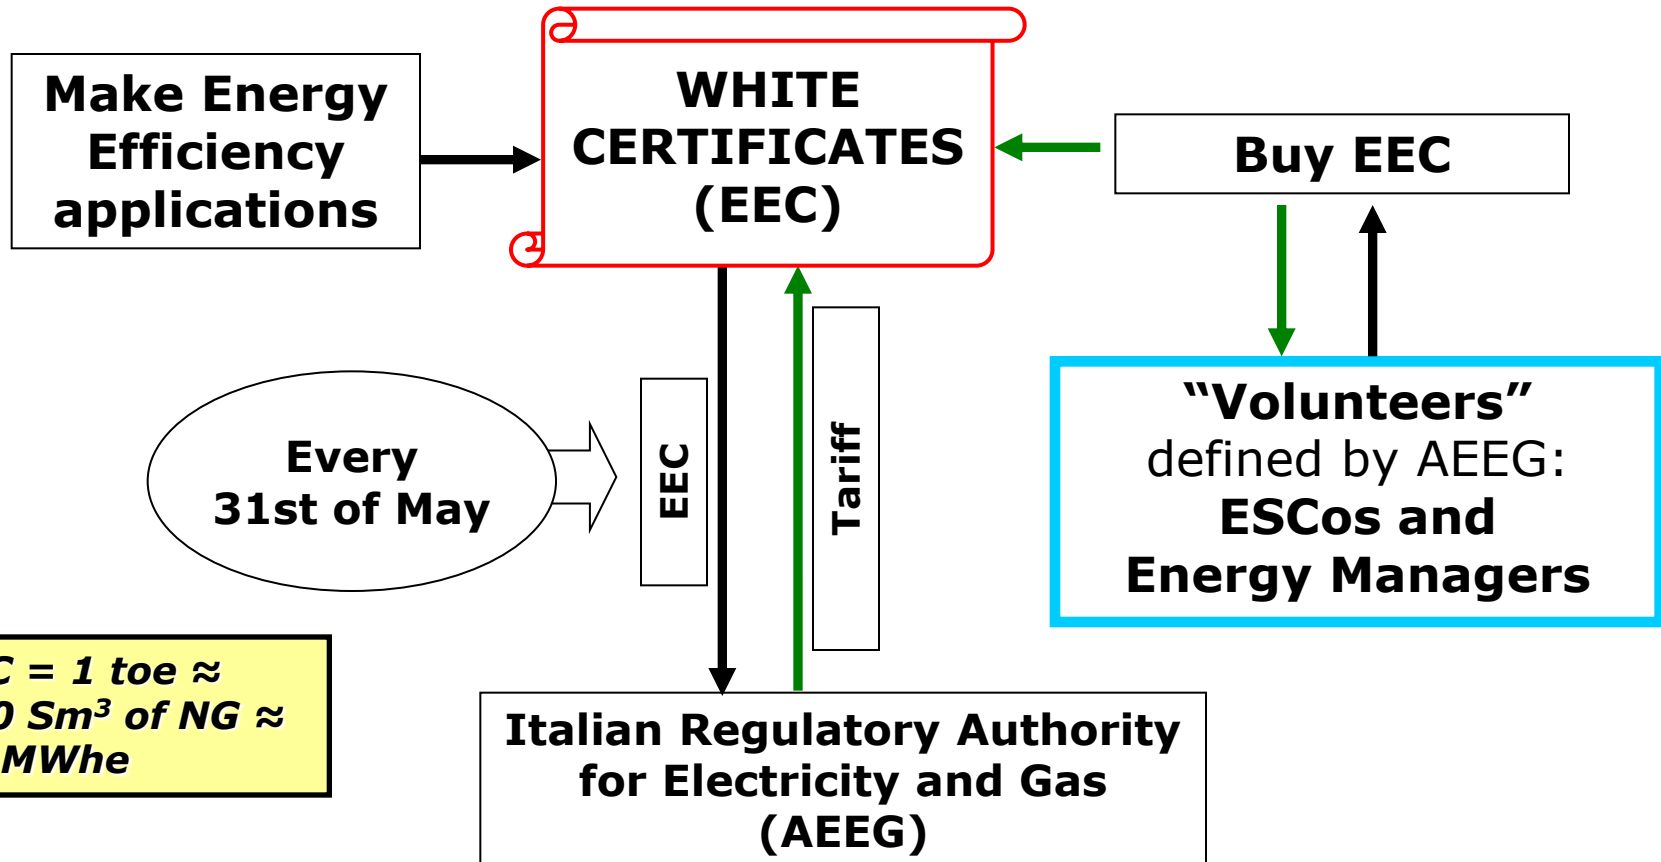 Make Energy
Efficiency
applications
WHITE
CERTIFICATES
(EEC)
Buy EEC
Every
31st of May
EEC
Tariff
“Volunteers”
defined by AEEG:
ESCos and
Energy Managers
= 1 toe ≈
Sm³ of NG ≈
MWhe
Italian Regulatory Authority
for Electricity and Gas
(AEEG)